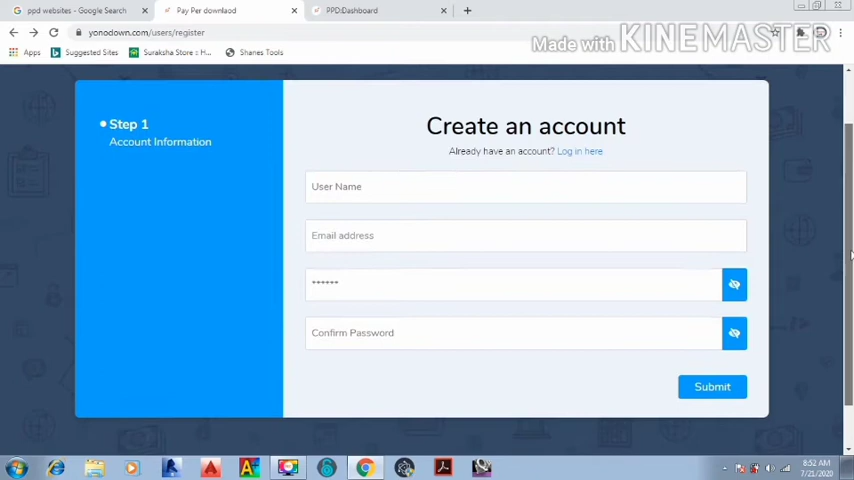 ppd websites - Google Search
Pay Per downlaod
PPD:Dashboard
yonodown.com/users/register
Made with KINEMASTER
Apps
Suggested Sites
Suraksha Store :: H...
Shanes Tools
Step 1
Account Information
Create an account
Already have an account? Log in here
User Name
Email address
******
Confirm Password
Submit
8:52 AM
7/21/2020